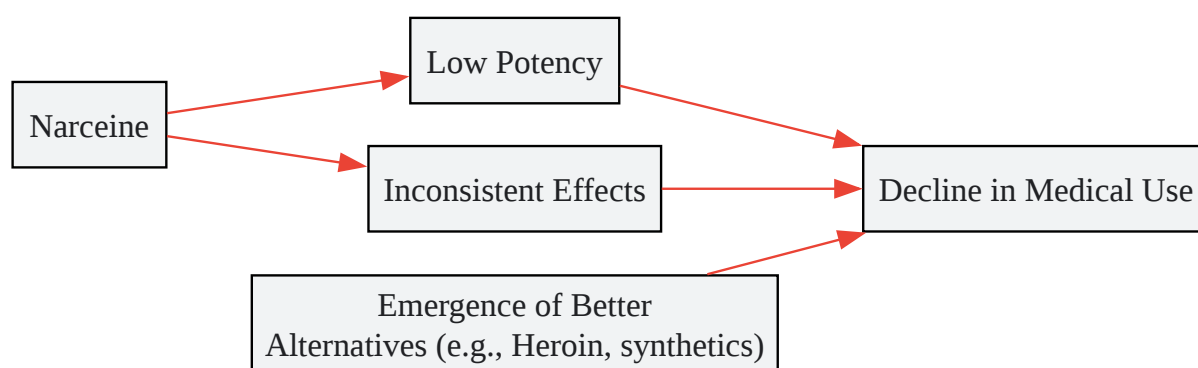 Narceine
Low Potency
Inconsistent Effects
Decline in Medical Use
Emergence of Better
Alternatives (e.g., Heroin, synthetics)